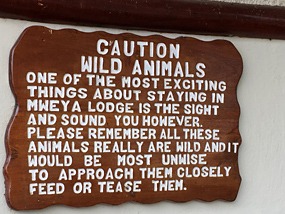 CAUTION
WILD ANIMALS
ONE OF THE MOST EXCITING
THINGS ABOUT STAYING IN
MWEYA LODGE IS THE SIGHT
AND SOUND YOU HOWEVER.
PLEASE REMEMBER ALL THESE
ANIMALS REALLY ARE WILD AND IT
WOULD BE MOST UNWISE
TO APPROACH THEM CLOSELY
FEED OR TEASE THEM.